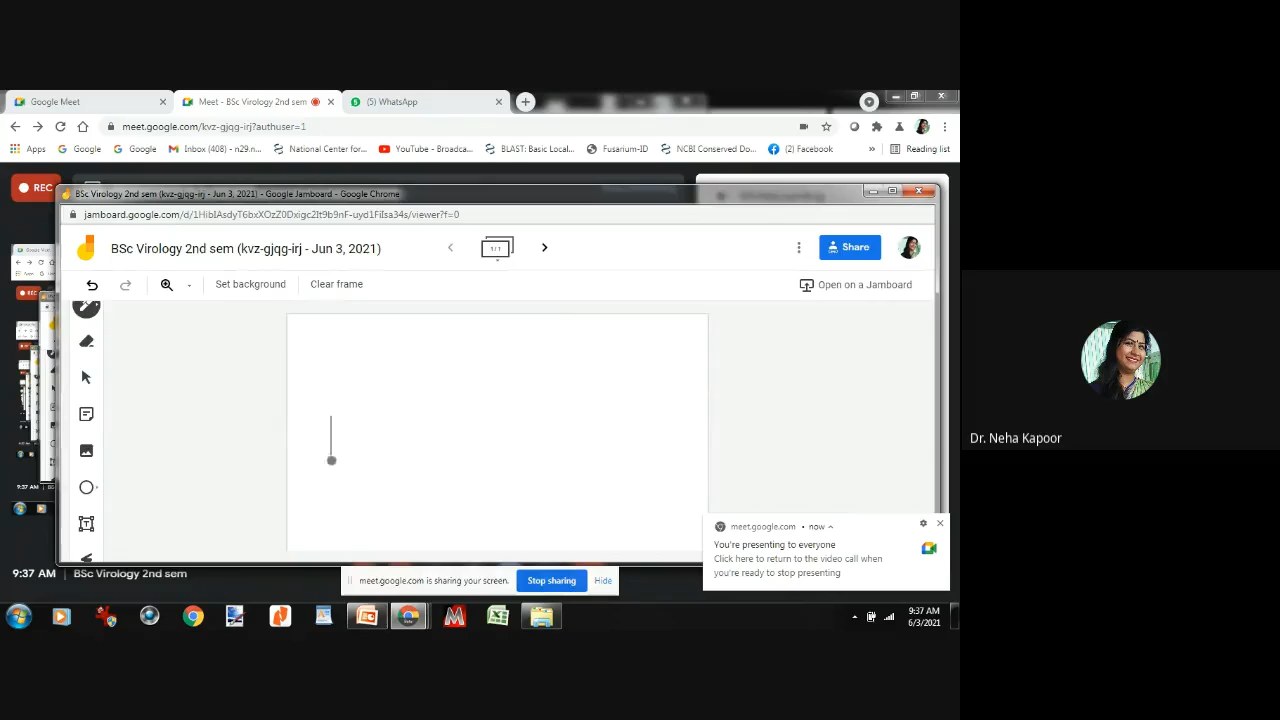 Google Meet
Meet - BSc Virology 2nd sem
(5) WhatsApp
meet.google.com/kvz-gjqg-irj?authuser=1
Apps
Google
Google
Inbox (408) - n29.n...
National Center for...
YouTube - Broadca...
BLAST: Basic Local...
Fusarium-ID
NCBI Conserved Do...
(2) Facebook
»
Reading list
REC
BSc Virology 2nd sem (kvz-gjqg-irj - Jun 3, 2021) - Google Jamboard - Google Chrome
jamboard.google.com/d/1HibIAsdyT6bxXOzZ0Dxigc2It9b9nF-uyd1FiIsa34s/viewer?f=0
BSc Virology 2nd sem (kvz-gjqg-irj - Jun 3, 2021)
1/1
Share
Set background
Clear frame
Open on a Jamboard
meet.google.com • now
You're presenting to everyone
Click here to return to the video call when
you're ready to stop presenting
9:37 AM | BSc Virology 2nd sem
meet.google.com is sharing your screen.
Stop sharing
Hide
9:37 AM
6/3/2021
Dr. Neha Kapoor